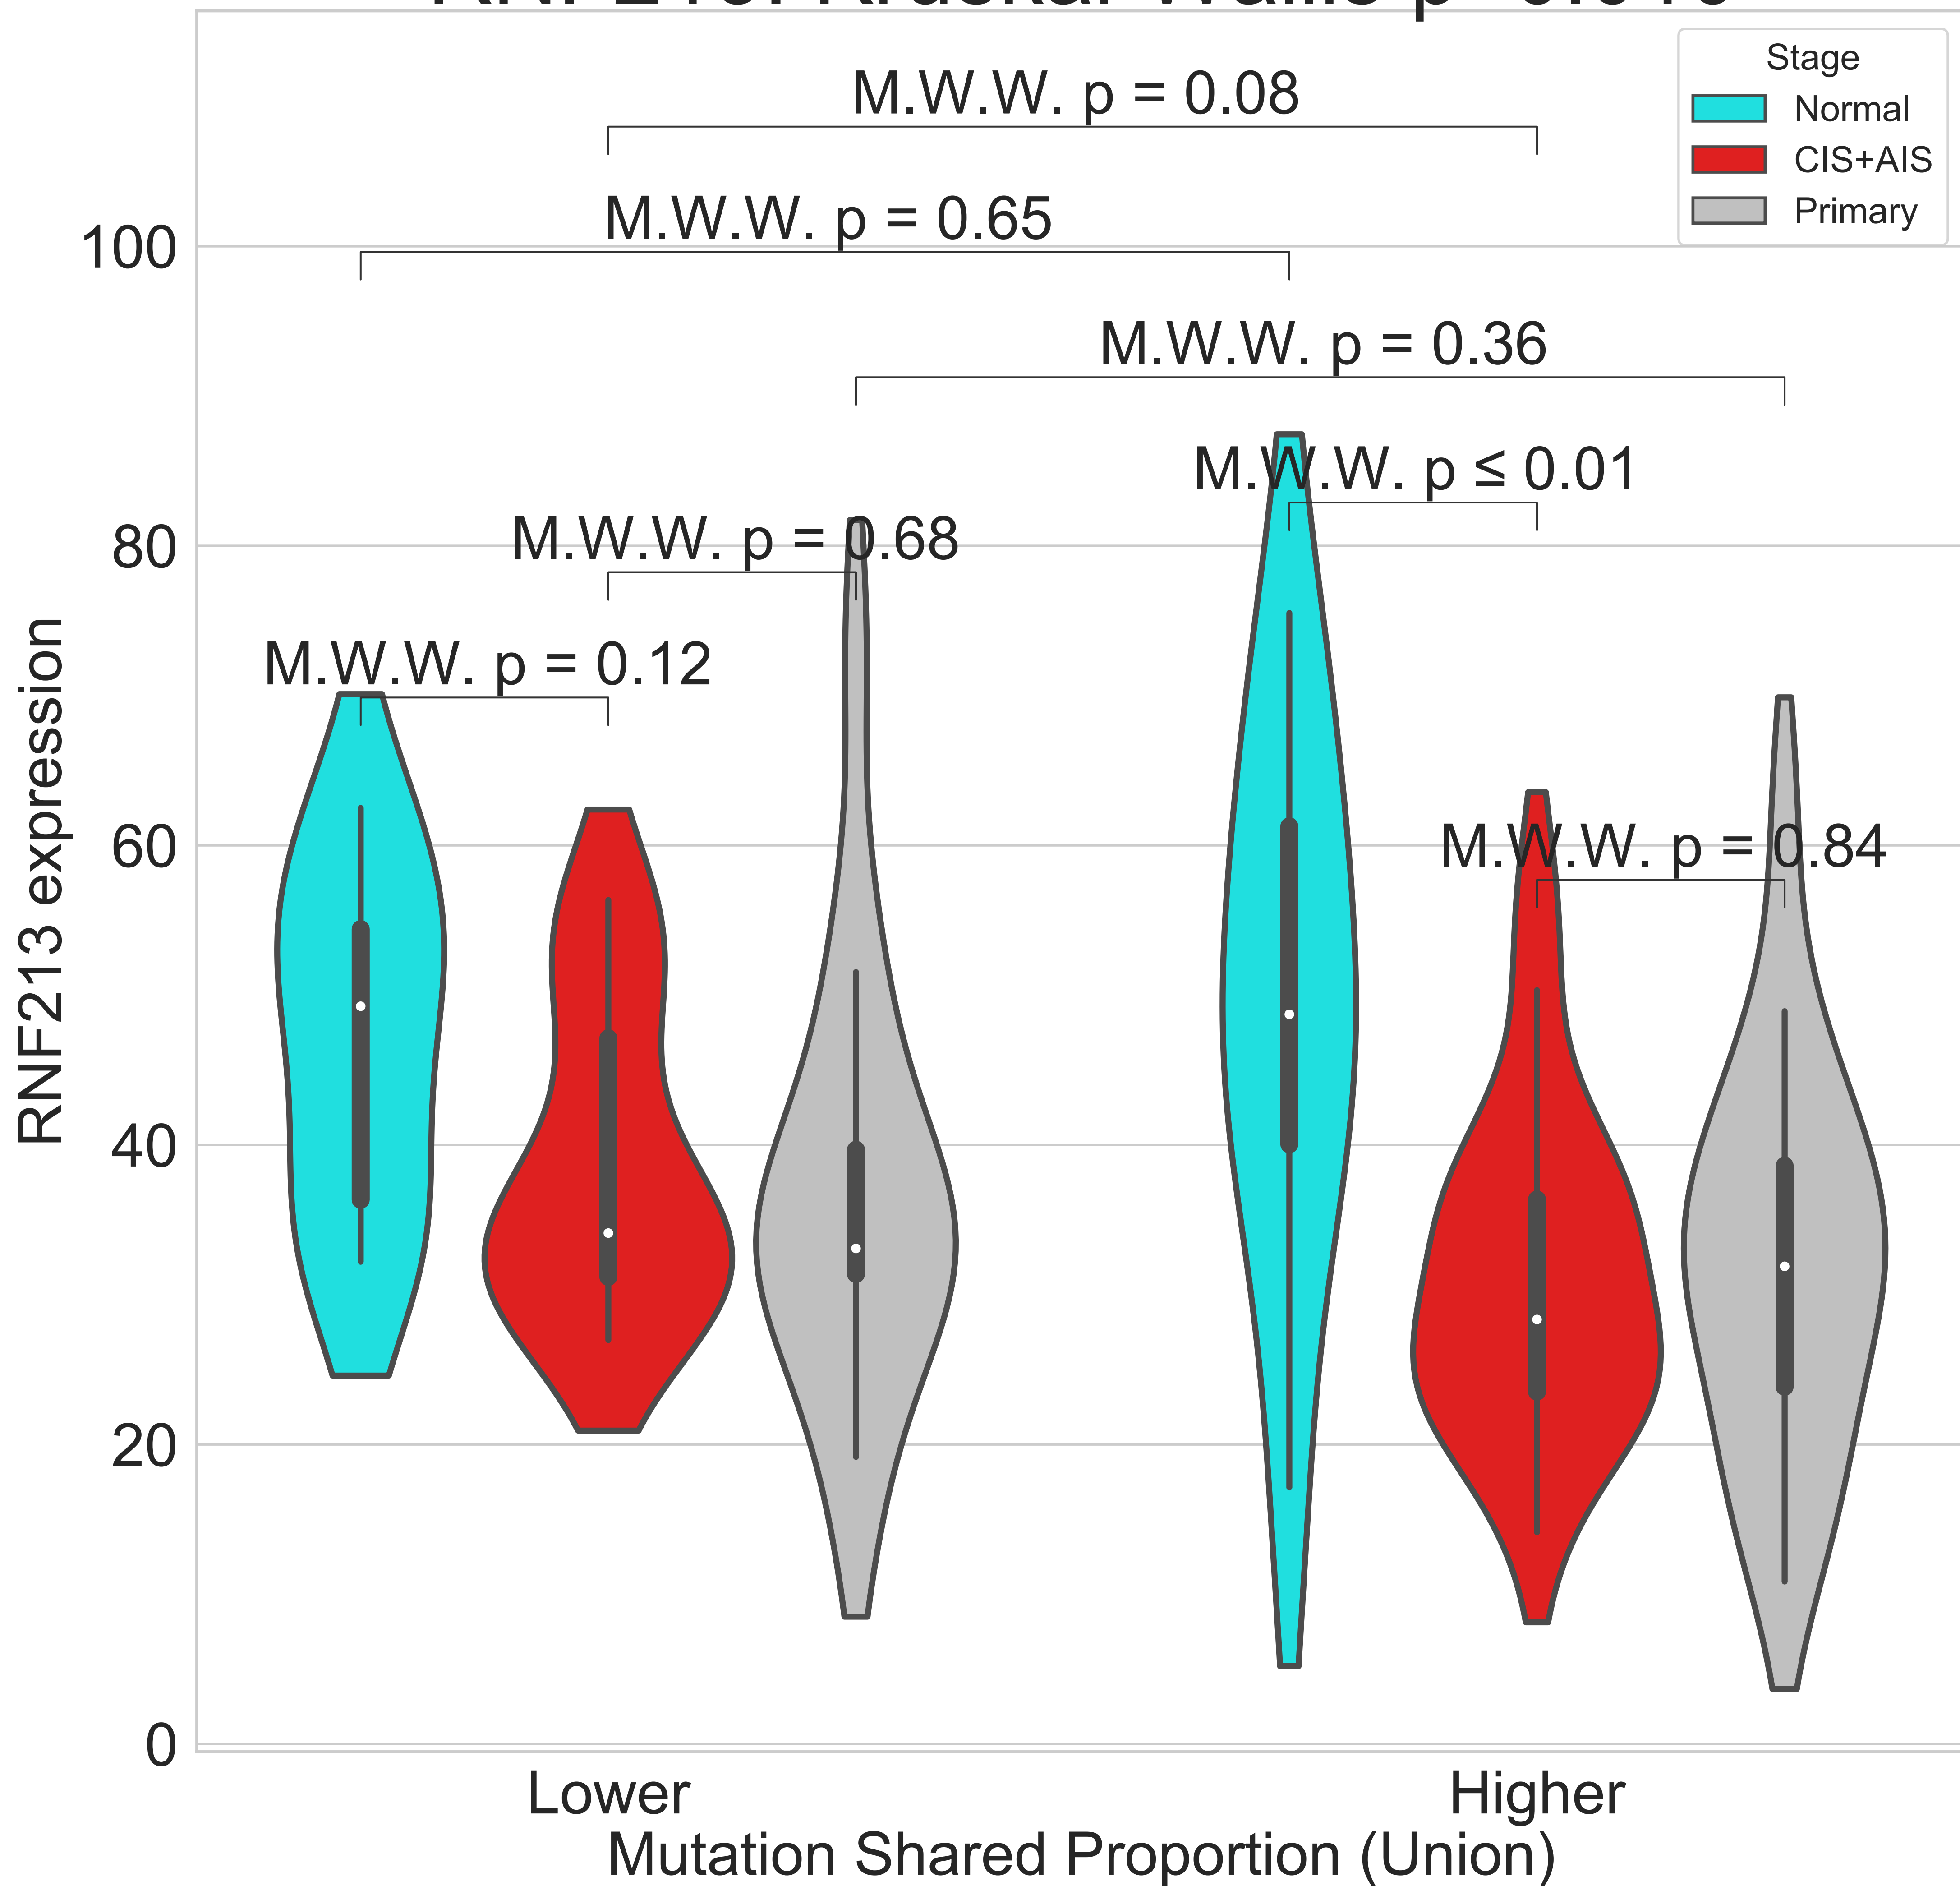 Stage
Normal
CIS+AIS
Primary
M.W.W. p = 0.08
M.W.W. p = 0.65
M.W.W. p = 0.36
M.W.W. p ≤ 0.01
M.W.W. p = 0.68
M.W.W. p = 0.12
M.W.W. p = 0.84
100
80
60
40
20
0
RNF213 expression
Lower
Higher
Mutation Shared Proportion (Union)